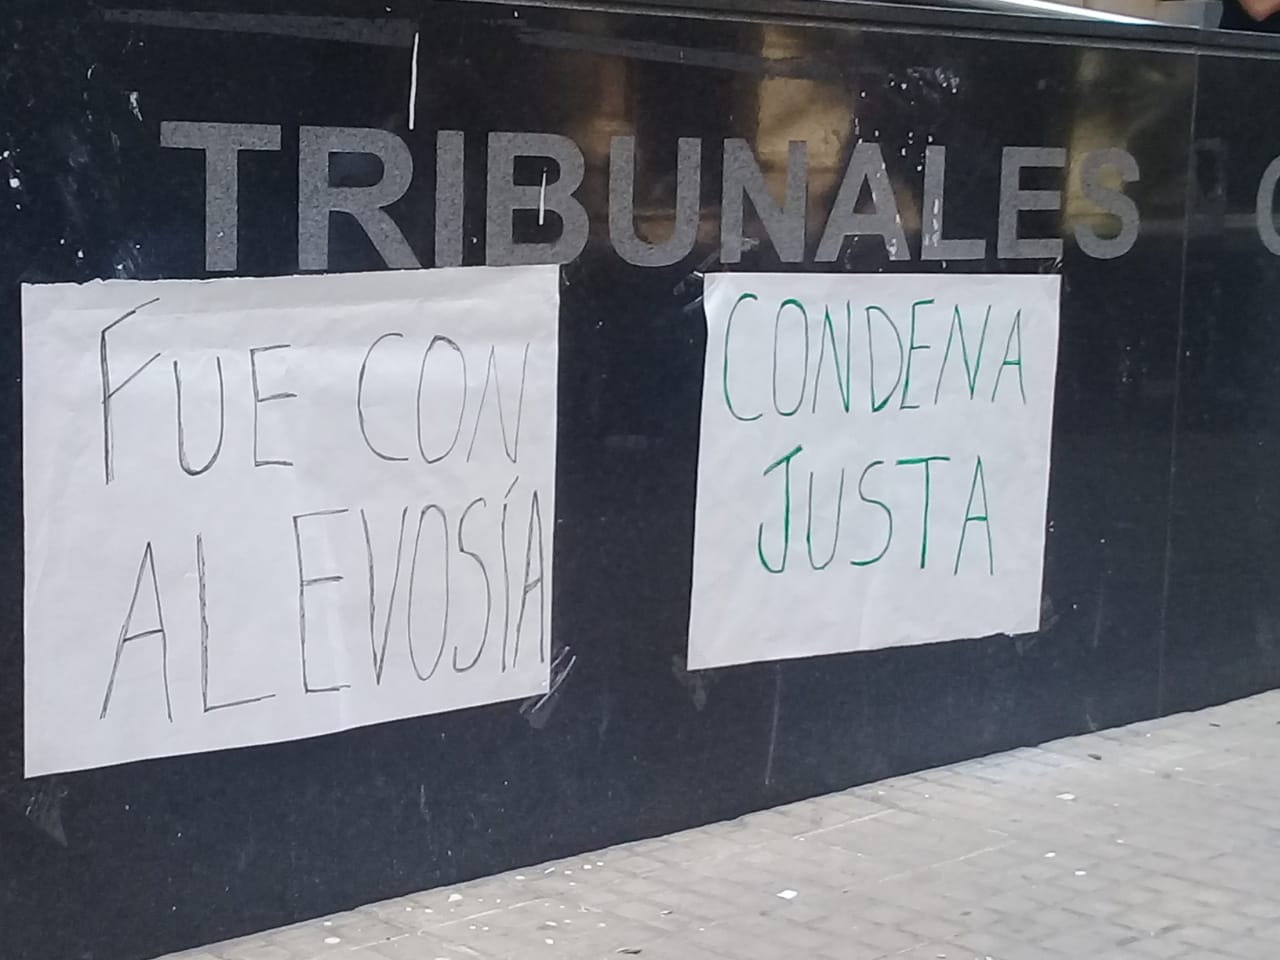 TRIBUNALES
FUE CON
ALEVOSÍA
CONDENA
JUSTA